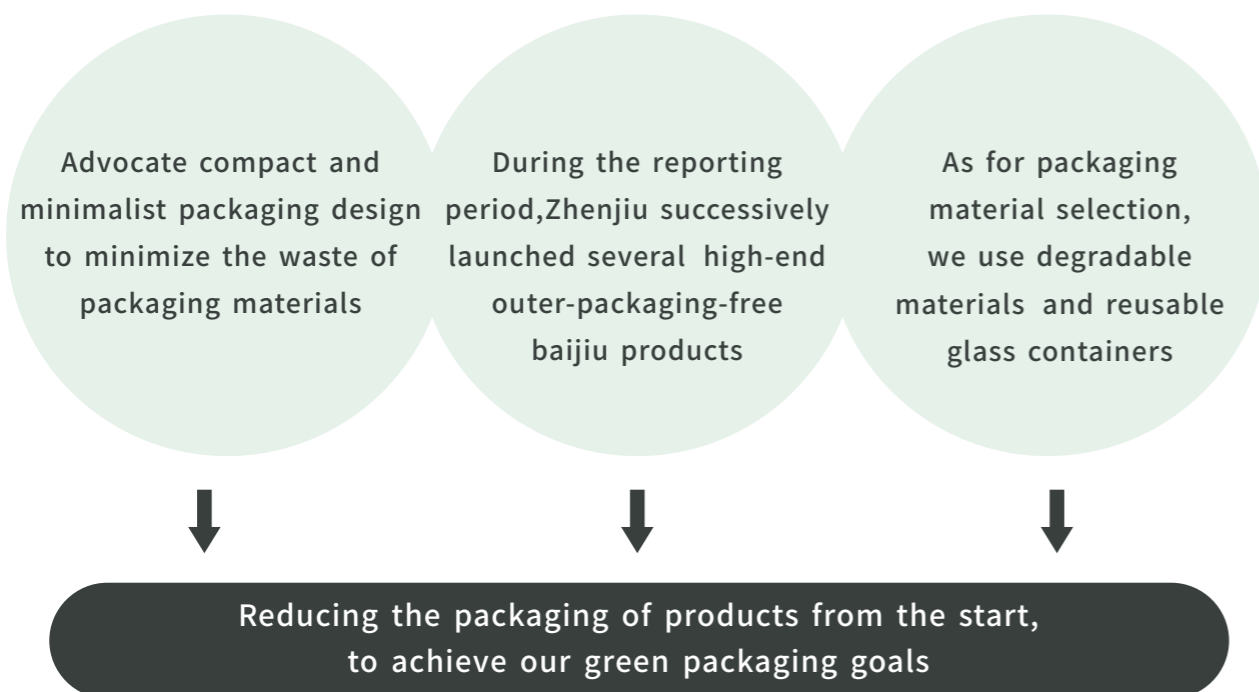 Advocate compact and
minimalist packaging design
to minimize the waste of
packaging materials
During the reporting
period,Zhenjiu successively
launched several high-end
outer-packaging-free
baijiu products
As for packaging
material selection,
we use degradable
materials and reusable
glass containers
Reducing the packaging of products from the start,
to achieve our green packaging goals